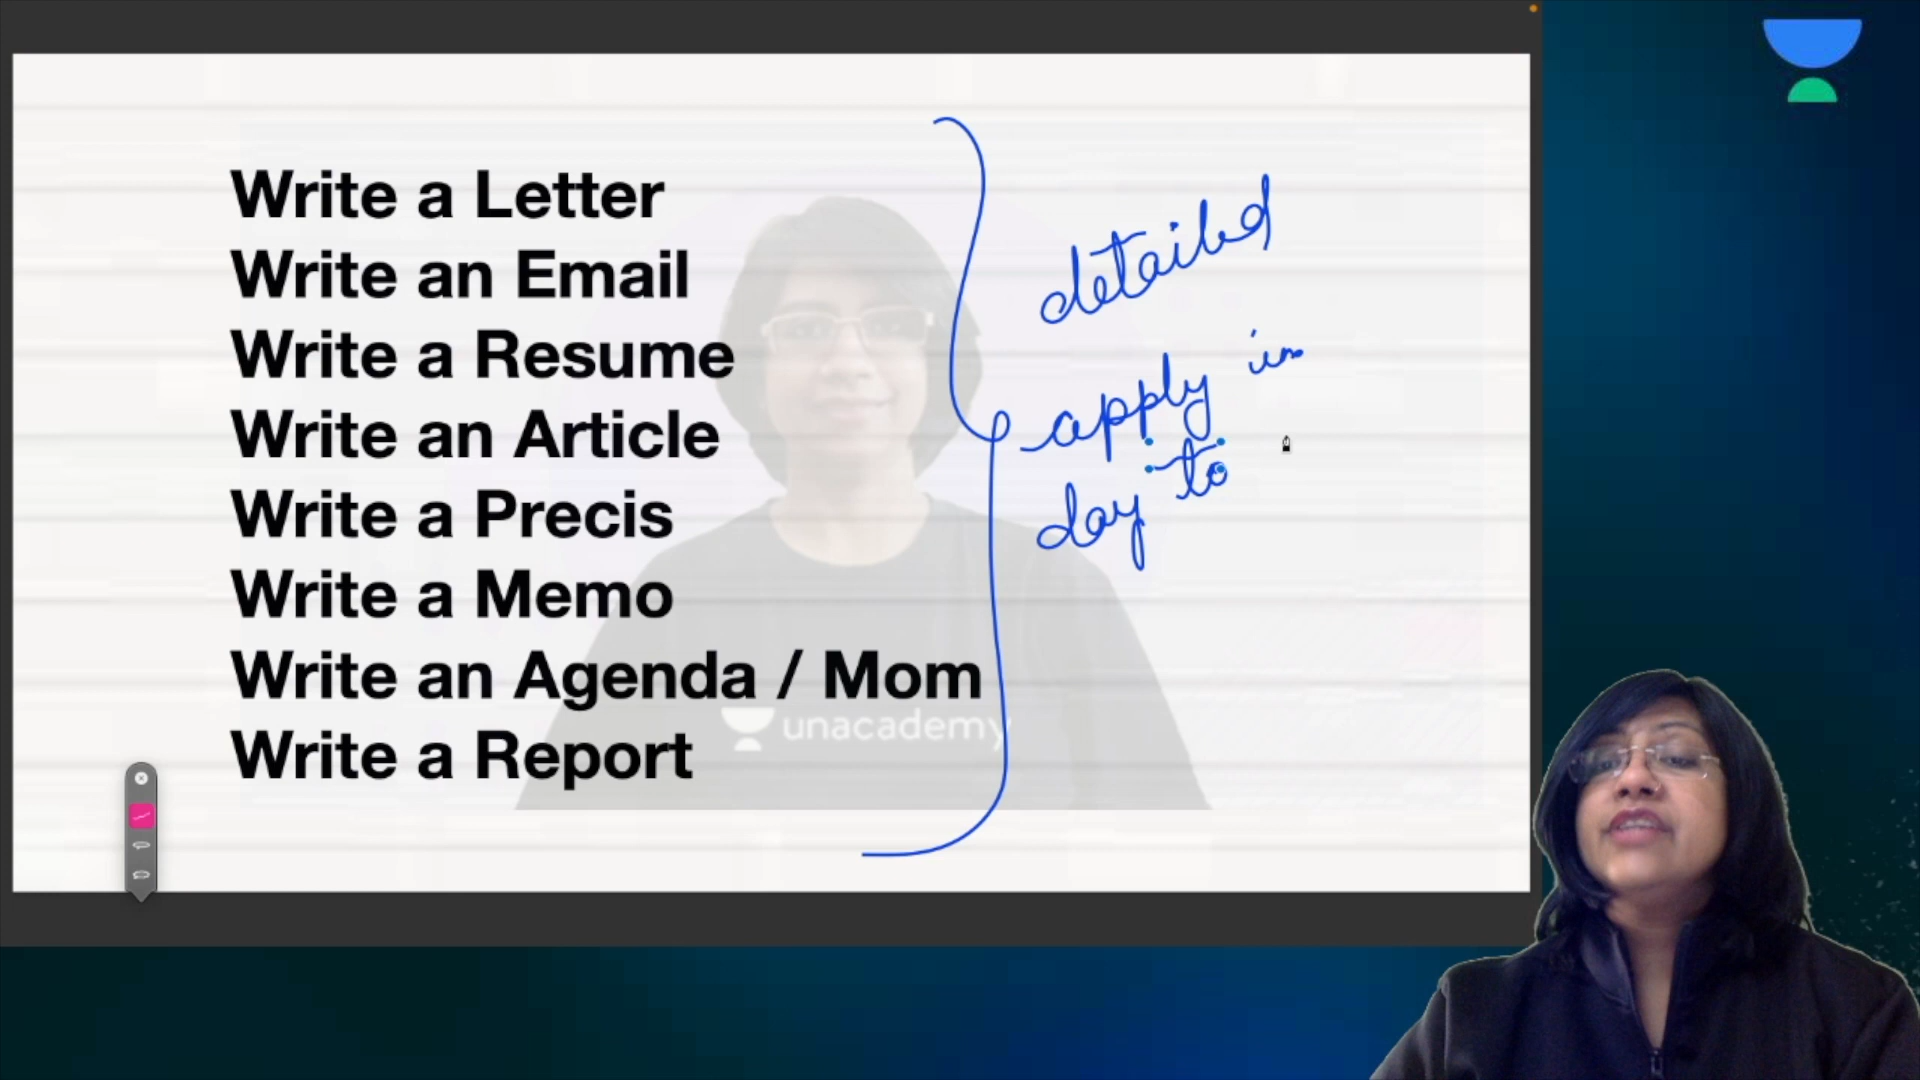 Write a Letter
Write an Email
Write a Resume
Write an Article
Write a Precis
Write a Memo
Write an Agenda / Mom
Write a Report
unacademy
detailed
apply in
day to